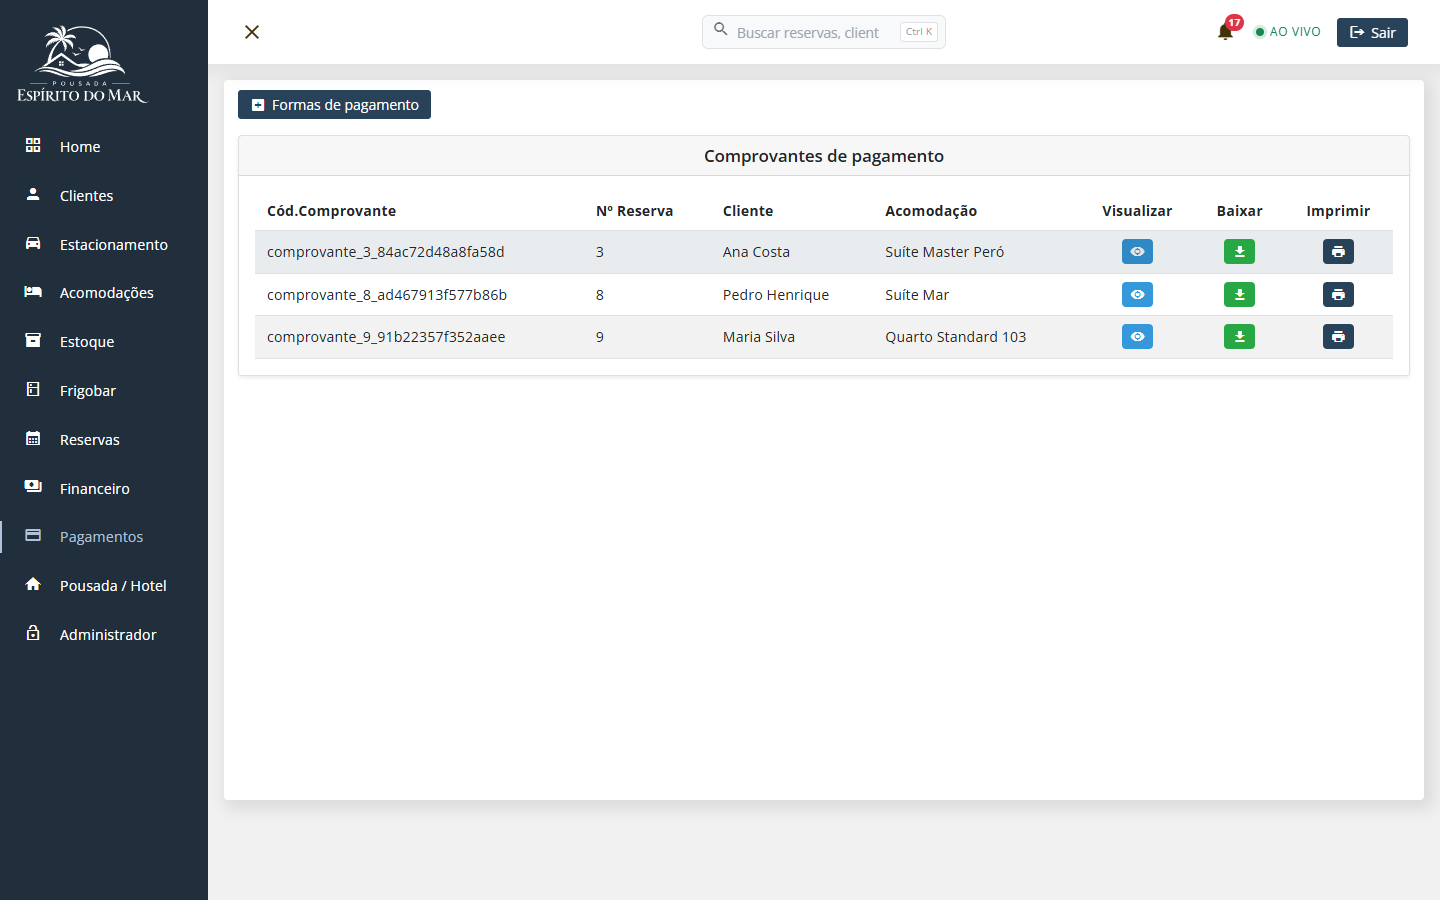 POUSADA
ESPÍRITO DO MAR
Home
Clientes
Estacionamento
Acomodações
Estoque
Frigobar
Reservas
Financeiro
Pagamentos
Pousada / Hotel
Administrador
Buscar reservas, client
Ctrl K
17
AO VIVO
Sair
Formas de pagamento
Comprovantes de pagamento
Cód.Comprovante Nº Reserva Cliente Acomodação Visualizar Baixar Imprimir
comprovante_3_84ac72d48a8fa58d 3 Ana Costa Suíte Master Peró
comprovante_8_ad467913f577b86b 8 Pedro Henrique Suíte Mar
comprovante_9_91b22357f352aaee 9 Maria Silva Quarto Standard 103